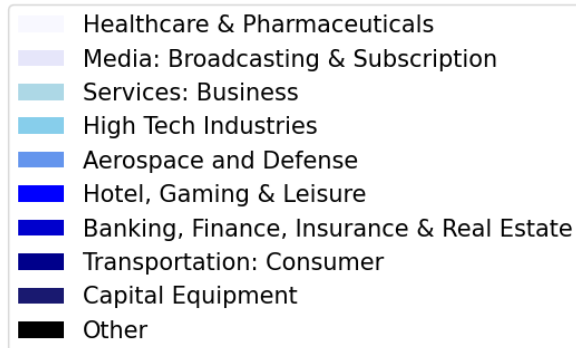 Healthcare & Pharmaceuticals
Media: Broadcasting & Subscription
Services: Business
High Tech Industries
Aerospace and Defense
Hotel, Gaming & Leisure
Banking, Finance, Insurance & Real Estate
Transportation: Consumer
Capital Equipment
Other